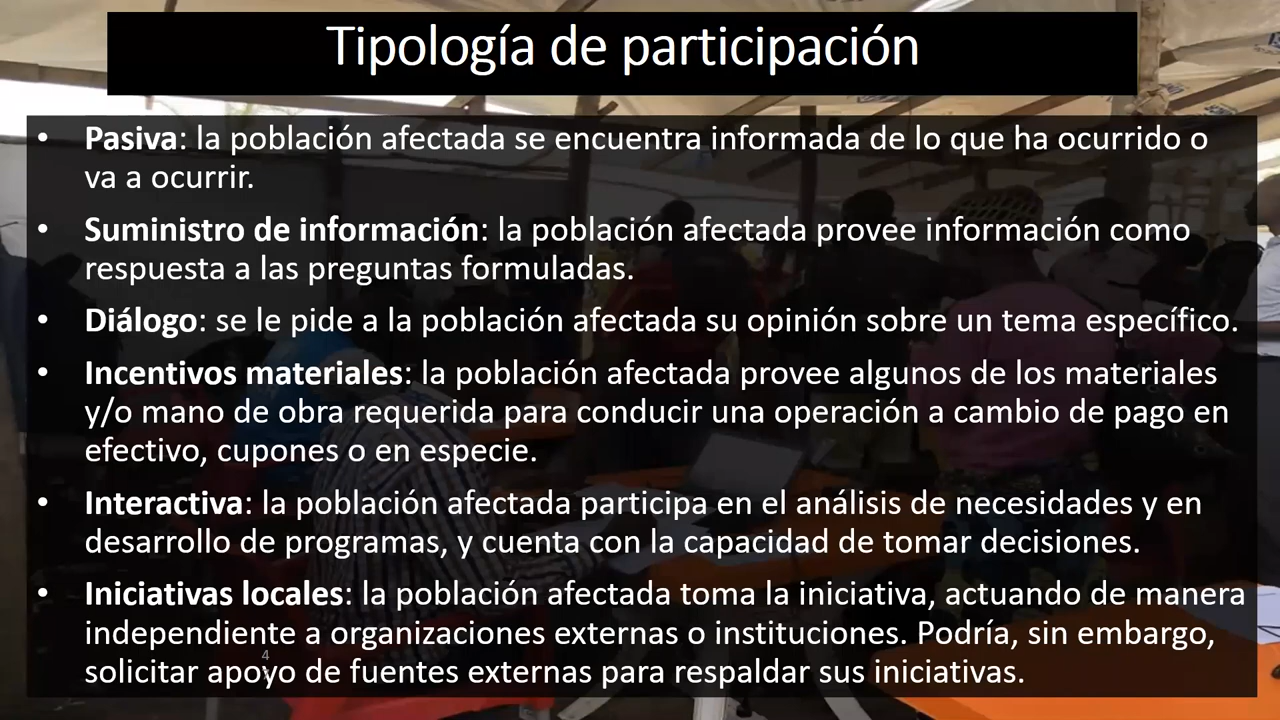 Tipología de participación
• Pasiva: la población afectada se encuentra informada de lo que ha ocurrido o
va a ocurrir.
• Suministro de información: la población afectada provee información como
respuesta a las preguntas formuladas.
• Diálogo: se le pide a la población afectada su opinión sobre un tema específico.
• Incentivos materiales: la población afectada provee algunos de los materiales
y/o mano de obra requerida para conducir una operación a cambio de pago en
efectivo, cupones o en especie.
• Interactiva: la población afectada participa en el análisis de necesidades y en
desarrollo de programas, y cuenta con la capacidad de tomar decisiones.
• Iniciativas locales: la población afectada toma la iniciativa, actuando de manera
independiente a organizaciones externas o instituciones. Podría, sin embargo,
4
solicitar apoyo de fuentes externas para respaldar sus iniciativas.